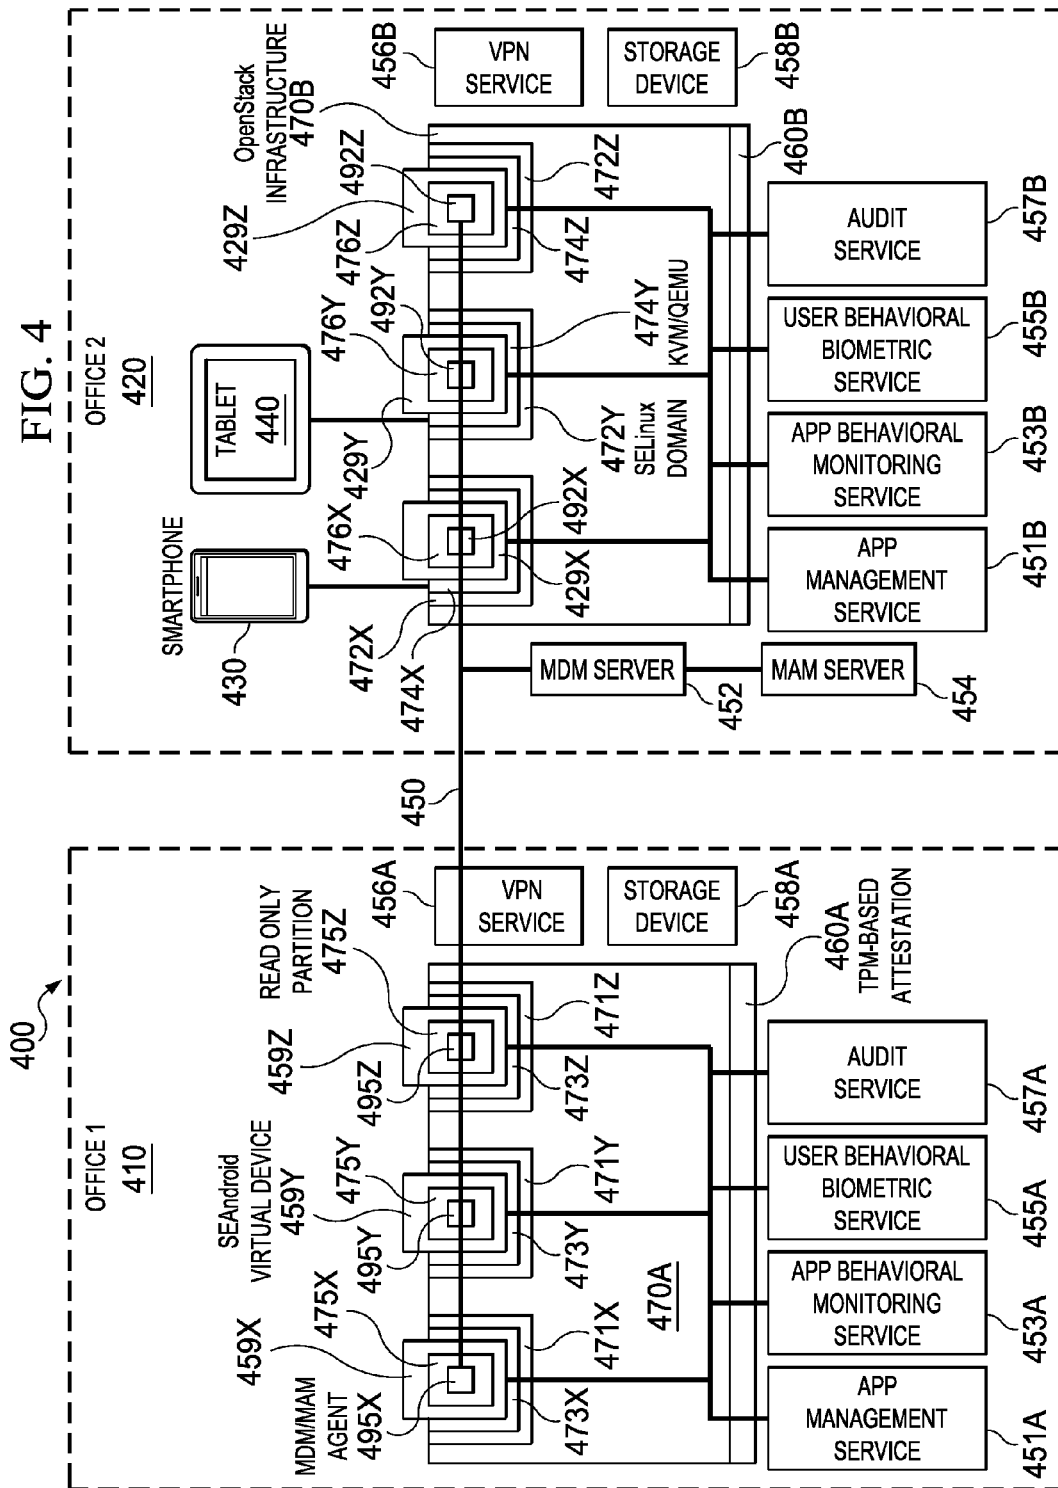 FIG. 4
400
OFFICE 1
410
MDM/MAM
AGENT
495X
459X
475X
SEAndroid
VIRTUAL DEVICE
459Y
475Y
495Y
459Z
495Z
READ ONLY
PARTITION
475Z
471X
473X
471Y
473Y
471Z
473Z
470A
456A
VPN
SERVICE
STORAGE
DEVICE
458A
460A
TPM-BASED
ATTESTATION
APP
MANAGEMENT
SERVICE
451A
APP BEHAVIORAL
MONITORING
SERVICE
453A
USER BEHAVIORAL
BIOMETRIC
SERVICE
455A
AUDIT
SERVICE
457A
450
OFFICE 2
420
SMARTPHONE
430
TABLET
440
472X
474X
476X
429X
492X
429Y
476Y
492Y
472Y
SELinux
DOMAIN
474Y
KVM/QEMU
429Z
476Z
492Z
OpenStack
INFRASTRUCTURE
470B
472Z
474Z
456B
VPN
SERVICE
STORAGE
DEVICE
458B
460B
MDM SERVER
452
MAM SERVER
454
APP
MANAGEMENT
SERVICE
451B
APP BEHAVIORAL
MONITORING
SERVICE
453B
USER BEHAVIORAL
BIOMETRIC
SERVICE
455B
AUDIT
SERVICE
457B